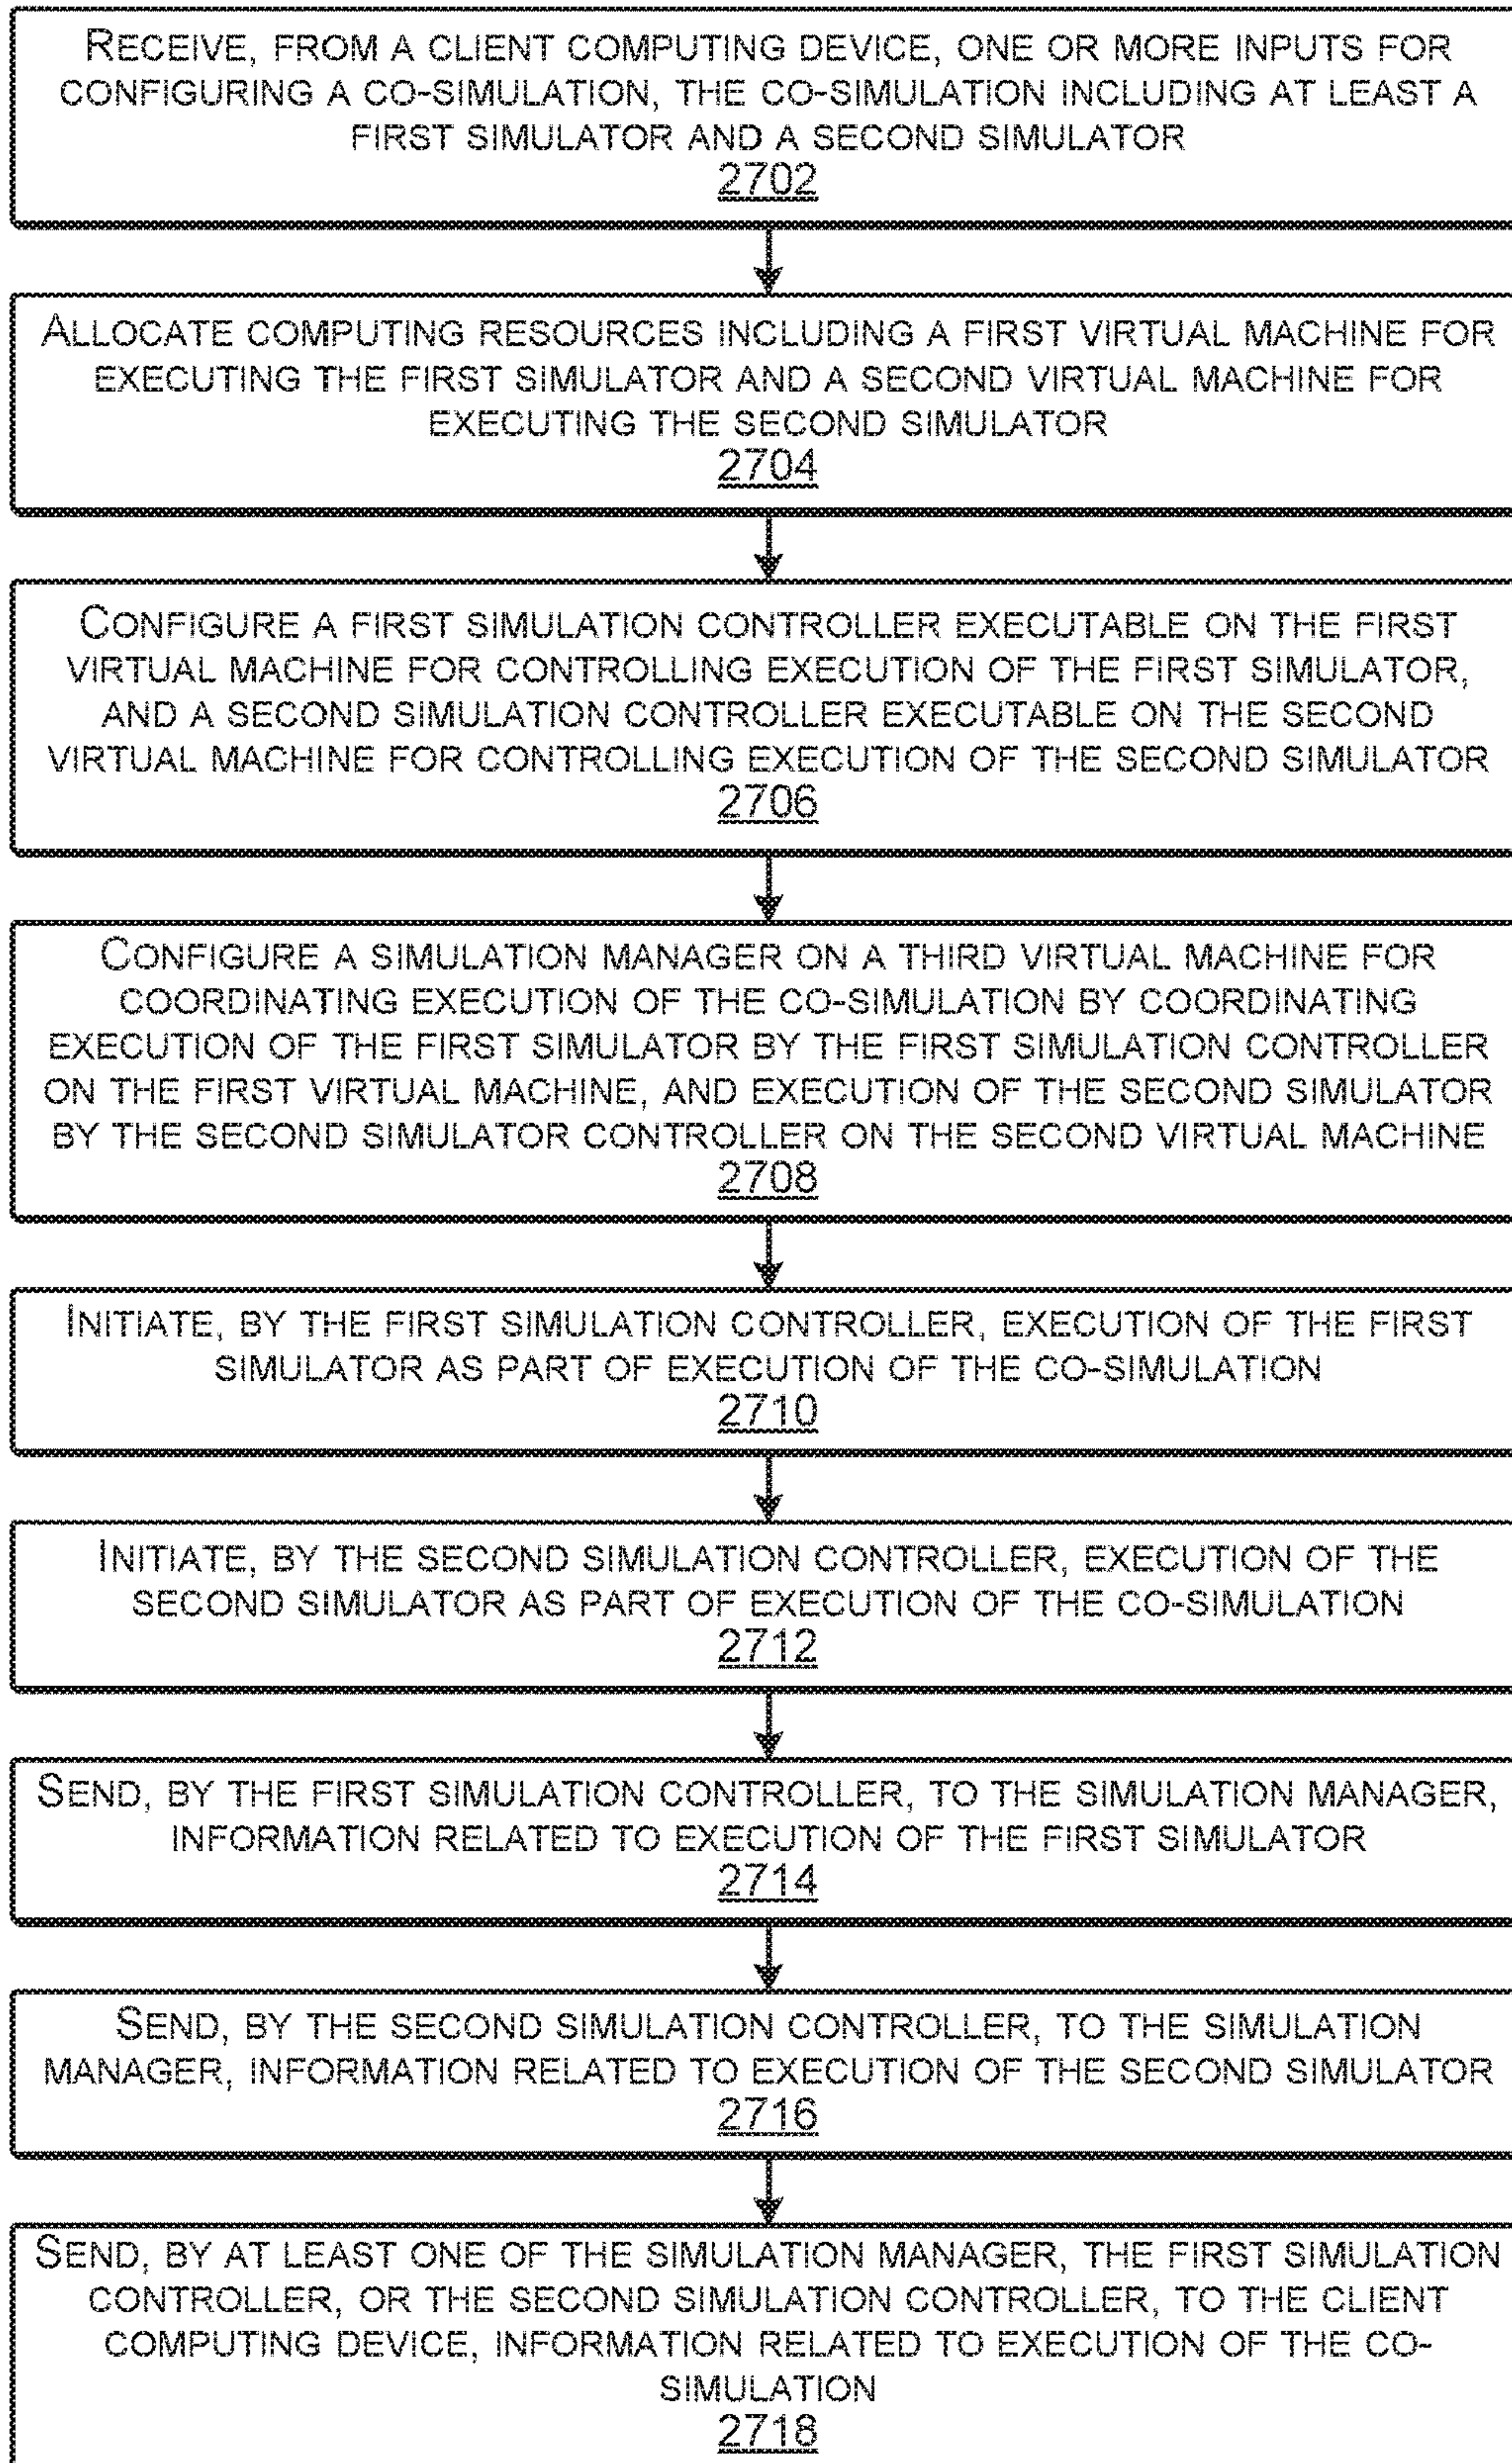 RECEIVE, FROM A CLIENT COMPUTING DEVICE, ONE OR MORE INPUTS FOR
CONFIGURING A CO-SIMULATION, THE CO-SIMULATION INCLUDING AT LEAST A
FIRST SIMULATOR AND A SECOND SIMULATOR
2702
ALLOCATE COMPUTING RESOURCES INCLUDING A FIRST VIRTUAL MACHINE FOR
EXECUTING THE FIRST SIMULATOR AND A SECOND VIRTUAL MACHINE FOR
EXECUTING THE SECOND SIMULATOR
2704
CONFIGURE A FIRST SIMULATION CONTROLLER EXECUTABLE ON THE FIRST
VIRTUAL MACHINE FOR CONTROLLING EXECUTION OF THE FIRST SIMULATOR,
AND A SECOND SIMULATION CONTROLLER EXECUTABLE ON THE SECOND
VIRTUAL MACHINE FOR CONTROLLING EXECUTION OF THE SECOND SIMULATOR
2706
CONFIGURE A SIMULATION MANAGER ON A THIRD VIRTUAL MACHINE FOR
COORDINATING EXECUTION OF THE CO-SIMULATION BY COORDINATING
EXECUTION OF THE FIRST SIMULATOR BY THE FIRST SIMULATION CONTROLLER
ON THE FIRST VIRTUAL MACHINE, AND EXECUTION OF THE SECOND SIMULATOR
BY THE SECOND SIMULATOR CONTROLLER ON THE SECOND VIRTUAL MACHINE
2708
INITIATE, BY THE FIRST SIMULATION CONTROLLER, EXECUTION OF THE FIRST
SIMULATOR AS PART OF EXECUTION OF THE CO-SIMULATION
2710
INITIATE, BY THE SECOND SIMULATION CONTROLLER, EXECUTION OF THE
SECOND SIMULATOR AS PART OF EXECUTION OF THE CO-SIMULATION
2712
SEND, BY THE FIRST SIMULATION CONTROLLER, TO THE SIMULATION MANAGER,
INFORMATION RELATED TO EXECUTION OF THE FIRST SIMULATOR
2714
SEND, BY THE SECOND SIMULATION CONTROLLER, TO THE SIMULATION
MANAGER, INFORMATION RELATED TO EXECUTION OF THE SECOND SIMULATOR
2716
SEND, BY AT LEAST ONE OF THE SIMULATION MANAGER, THE FIRST SIMULATION
CONTROLLER, OR THE SECOND SIMULATION CONTROLLER, TO THE CLIENT
COMPUTING DEVICE, INFORMATION RELATED TO EXECUTION OF THE CO-
SIMULATION
2718